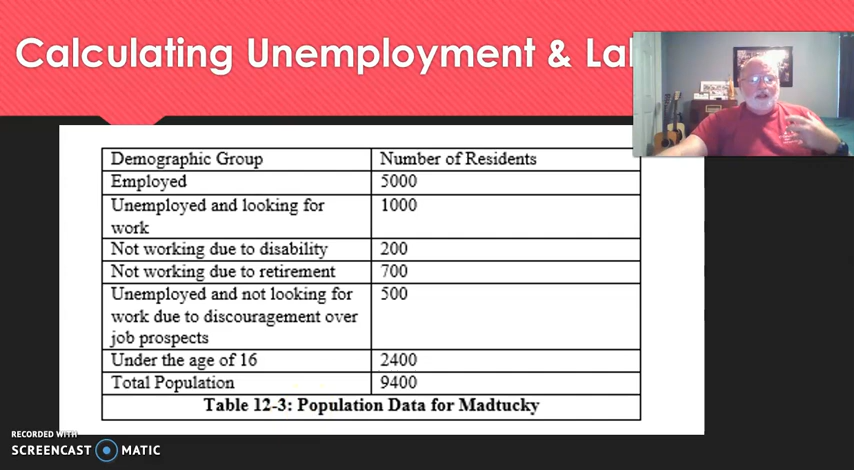 Calculating Unemployment & La
Demographic Group Number of Residents
Employed 5000
Unemployed and looking for 1000
work
Not working due to disability 200
Not working due to retirement 700
Unemployed and not looking for 500
work due to discouragement over
job prospects
Under the age of 16 2400
Total Population 9400
Table 12-3: Population Data for Madtucky
RECORDED WITH
SCREENCAST MATIC